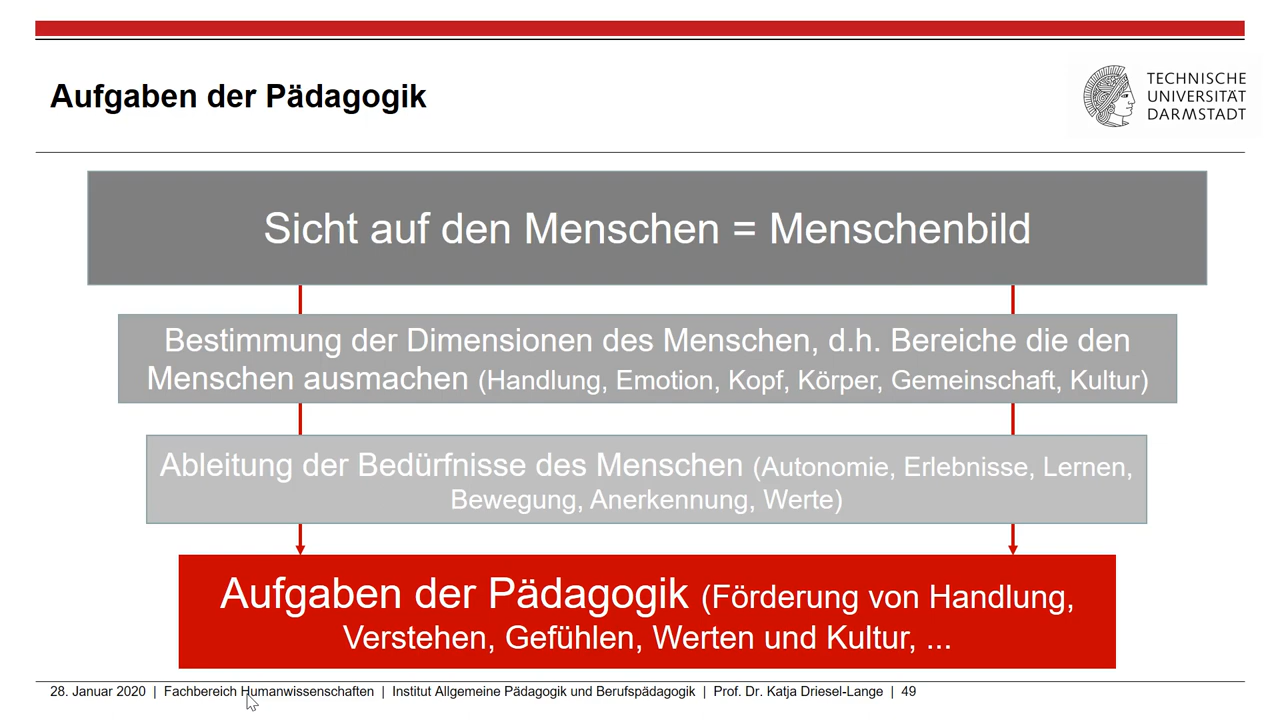 Aufgaben der Pädagogik
TECHNISCHE
UNIVERSITÄT
DARMSTADT
Sicht auf den Menschen = Menschenbild
Bestimmung der Dimensionen des Menschen, d.h. Bereiche die den
Menschen ausmachen (Handlung, Emotion, Kopf, Körper, Gemeinschaft, Kultur)
Ableitung der Bedürfnisse des Menschen (Autonomie, Erlebnisse, Lernen,
Bewegung, Anerkennung, Werte)
Aufgaben der Pädagogik (Förderung von Handlung,
Verstehen, Gefühlen, Werten und Kultur, ...
28. Januar 2020 | Fachbereich Humanwissenschaften | Institut Allgemeine Pädagogik und Berufspädagogik | Prof. Dr. Katja Driesel-Lange | 49